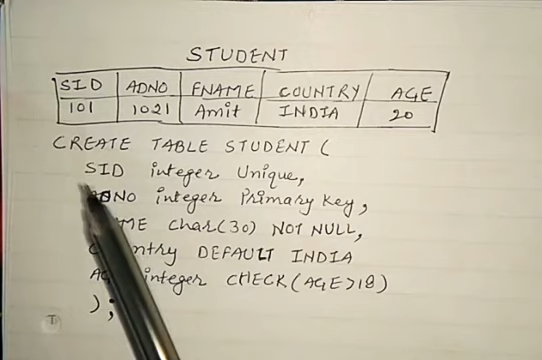 STUDENT
SID ADNO FNAME COUNTRY AGE
101 1021 Amit INDIA 20
CREATE TABLE STUDENT (
SID integer Unique,
ADNO integer Primary Key,
char(30) NOT NULL,
DEFAULT INDIA
integer CHECK (AGE>18)
);